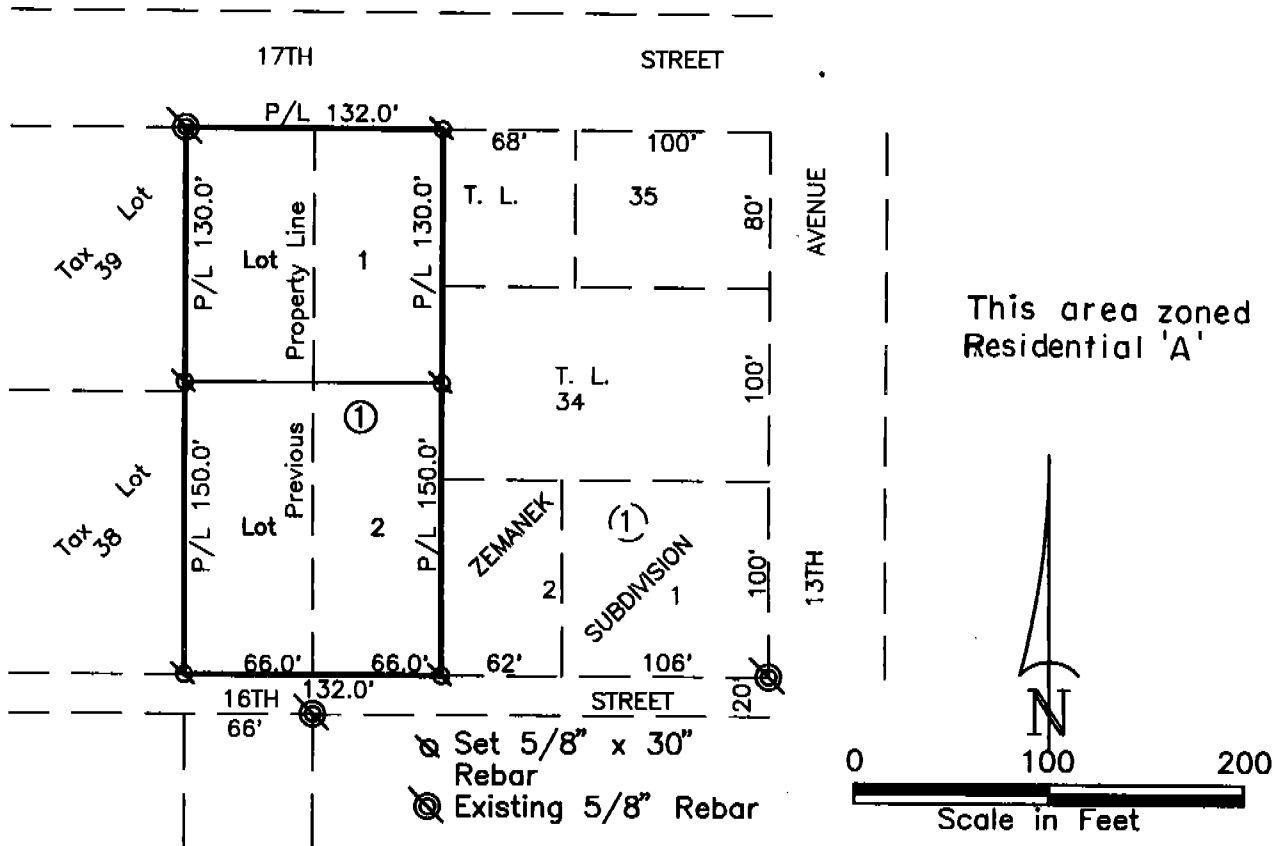 17TH STREET
P/L 132.0'
68' 100'
Tax Lot 39
P/L 130.0'
Lot 1
P/L 130.0'
T. L. 35
80'
AVENUE
Previous Property Line
This area zoned
Residential 'A'
T. L.
34
100'
①
Tax Lot 38
P/L 150.0'
Lot 2
P/L 150.0'
ZEMANEK
SUBDIVISION
①
2 1
100'
13TH
66.0' 66.0' 62' 106'
132.0'
16TH STREET
20'
66'
Set 5/8" x 30"
Rebar
Existing 5/8" Rebar
N
0 100 200
Scale in Feet